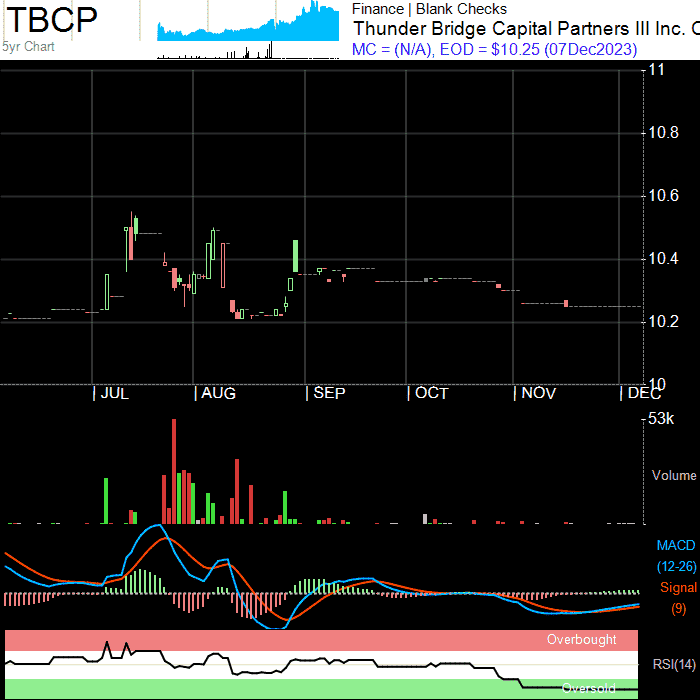 TBCP
5yr Chart
Finance | Blank Checks
Thunder Bridge Capital Partners III Inc. C
MC = (N/A), EOD = $10.25 (07Dec2023)
11
10.8
10.6
10.4
10.2
10
| JUL | AUG | SEP | OCT | NOV | DEC
53k
Volume
MACD
(12-26)
Signal
(9)
Overbought
RSI(14)
Oversold